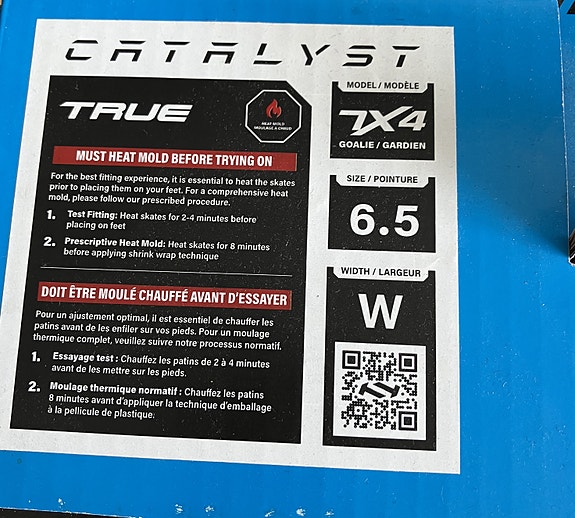 CATALYST
TRUE
HEAT MOLD
MOULAGE À CHAUD
MUST HEAT MOLD BEFORE TRYING ON
For the best fitting experience, it is essential to heat the skates
prior to placing them on your feet. For a comprehensive heat
mold, please follow our prescribed procedure.
1. Test Fitting: Heat skates for 2-4 minutes before
placing on feet
2. Prescriptive Heat Mold: Heat skates for 8 minutes
before applying shrink wrap technique
DOIT ÊTRE MOULÉ CHAUFFÉ AVANT D'ESSAYER
Pour un ajustement optimal, il est essentiel de chauffer les
patins avant de les enfiler sur vos pieds. Pour un moulage
thermique complet, veuillez suivre notre processus normatif.
1. Essayage test : Chauffez les patins de 2 à 4 minutes
avant de les mettre sur les pieds.
2. Moulage thermique normatif : Chauffez les patins
8 minutes avant d'appliquer la technique d'emballage
à la pellicule de plastique.
MODEL / MODÈLE
7X4
GOALIE / GARDIEN
SIZE / POINTURE
6.5
WIDTH / LARGEUR
W